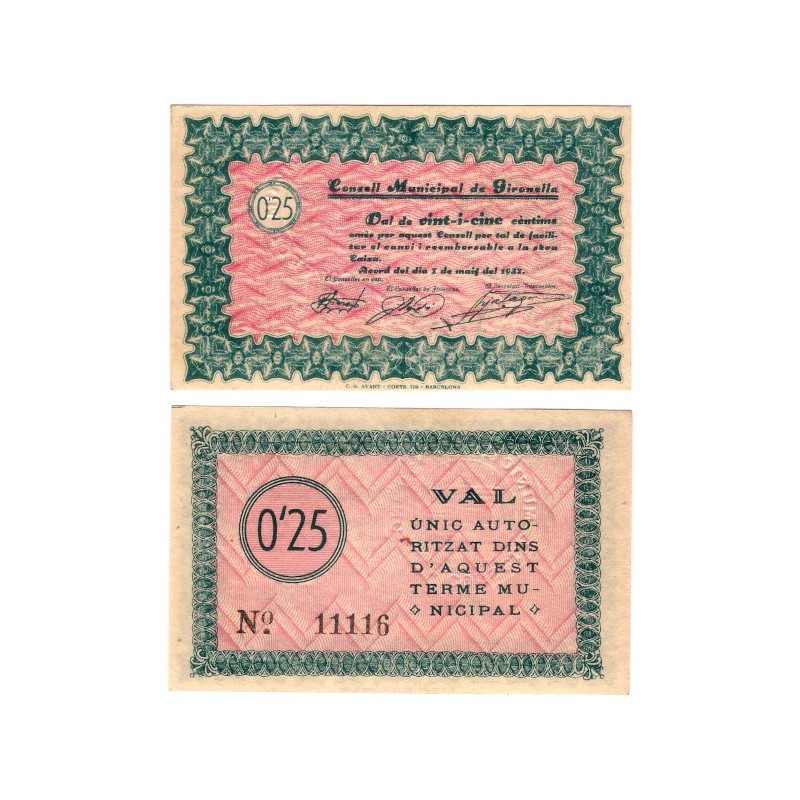 Consell Municipal de Gironella
0'25
Val de vint-i-cinc cèntims
emès per aquest Consell per tal de facili-
tar el canvi i reemborsable a la seva
Caixa.
Acord del dia 7 de maig del 1937.
El Conseller en cap,
El Conseller de Finances,
El Secretari - Interventor,
C. G. AYANT - CORTS, 719 - BARCELONA
0'25
VAL
ÚNIC AUTO-
RITZAT DINS
D'AQUEST
TERME MU-
NICIPAL
Nº. 11116